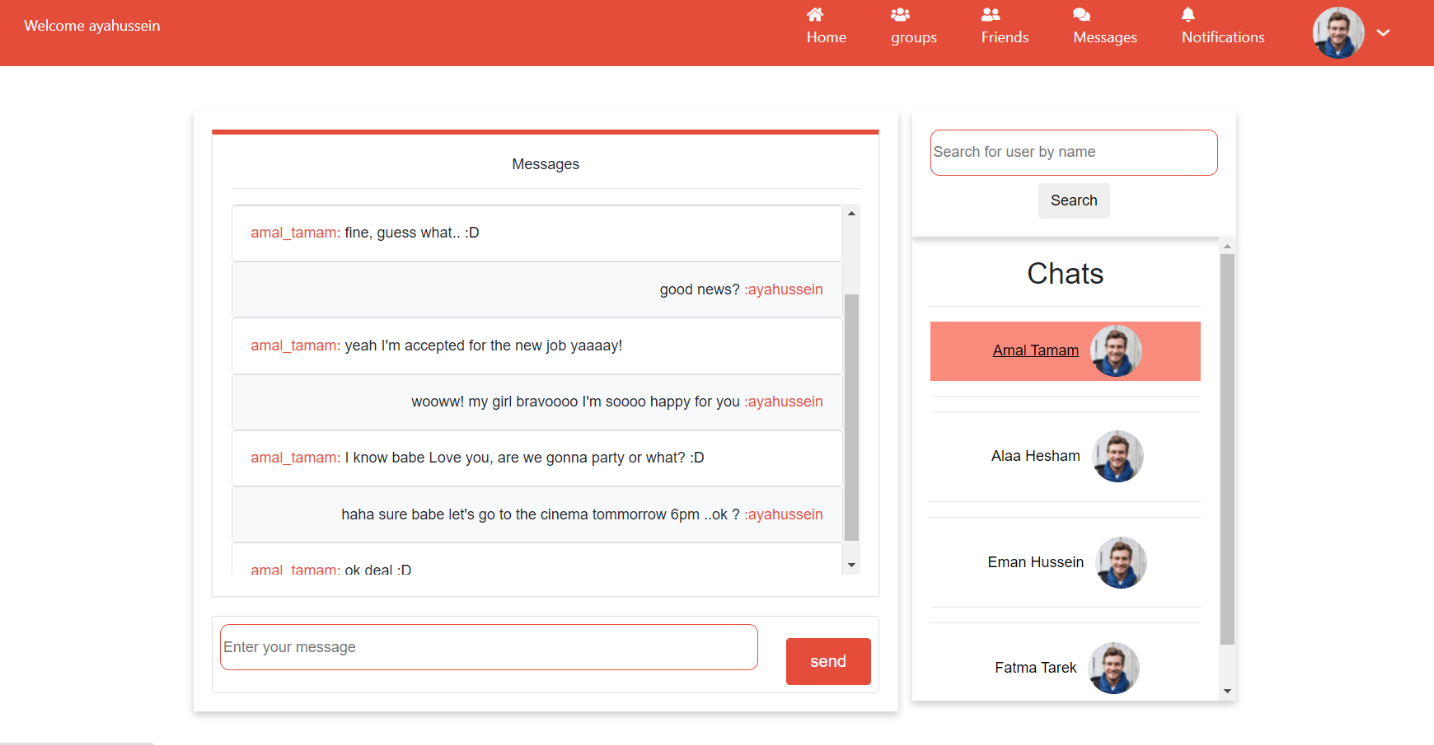 Welcome ayahussein
Home
groups
Friends
Messages
Notifications
Messages
amal_tamam: fine, guess what.. :D
good news? :ayahussein
amal_tamam: yeah I'm accepted for the new job yaaaay!
wooww! my girl bravoooo I'm soooo happy for you :ayahussein
amal_tamam: I know babe Love you, are we gonna party or what? :D
haha sure babe let's go to the cinema tommorrow 6pm ..ok ? :ayahussein
amal_tamam: ok deal :D
Enter your message
send
Search for user by name
Search
Chats
Amal Tamam
Alaa Hesham
Eman Hussein
Fatma Tarek